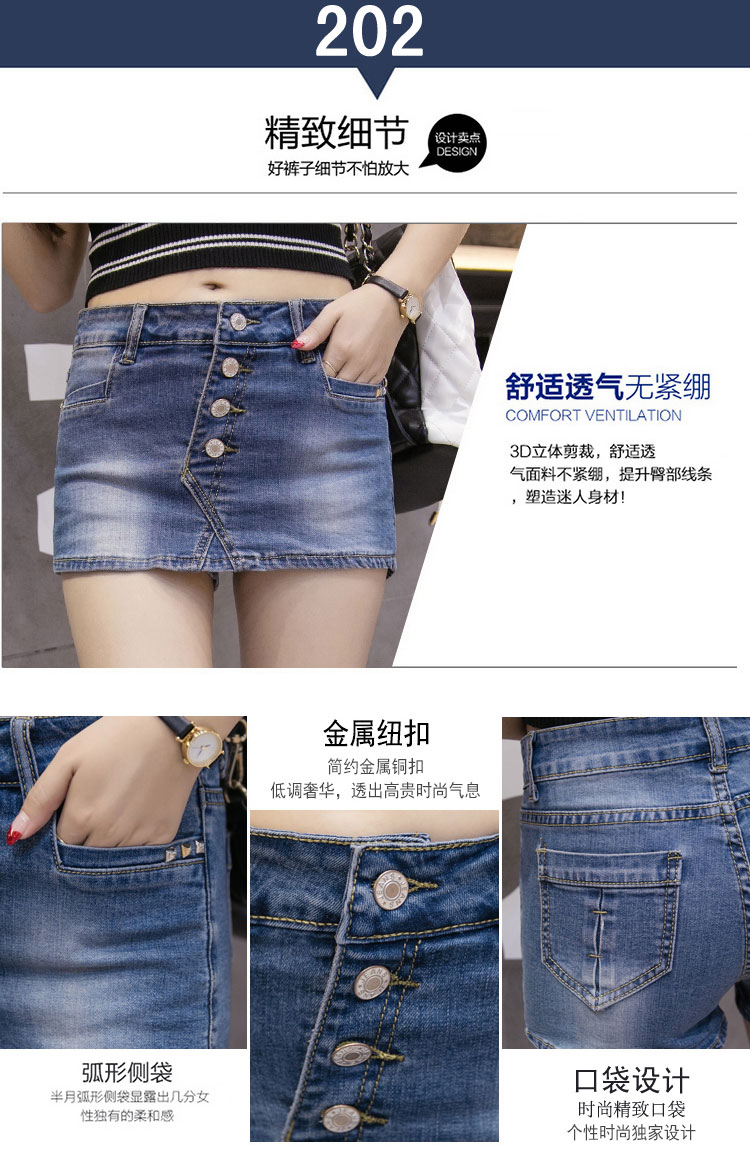 202
精致细节
好裤子细节不怕放大
设计卖点
DESIGN
舒适透气无紧绷
COMFORT VENTILATION
3D立体剪裁，舒适透
气面料不紧绷，提升臀部线条
，塑造迷人身材！
金属纽扣
简约金属铜扣
低调奢华，透出高贵时尚气息
弧形侧袋
半月弧形侧袋显露出几分女
性独有的柔和感
口袋设计
时尚精致口袋
个性时尚独家设计